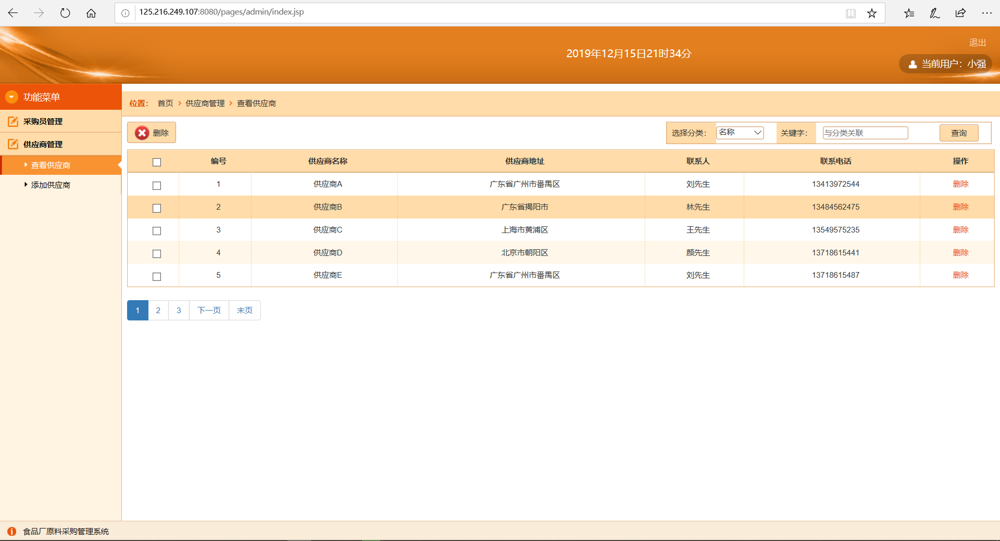 125.216.249.107:8080/pages/admin/index.jsp
退出
2019年12月15日21时34分
当前用户：小强
功能菜单
采购员管理
供应商管理
查看供应商
添加供应商
位置： 首页 供应商管理 查看供应商
删除 选择分类： 名称 关键字： 与分类关联 查询
编号 供应商名称 供应商地址 联系人 联系电话 操作
1 供应商A 广东省广州市番禺区 刘先生 13413972544 删除
2 供应商B 广东省揭阳市 林先生 13484562475 删除
3 供应商C 上海市黄浦区 王先生 13549575235 删除
4 供应商D 北京市朝阳区 颜先生 13718615441 删除
5 供应商E 广东省广州市番禺区 刘先生 13718615487 删除
1 2 3 下一页 末页
食品厂原料采购管理系统